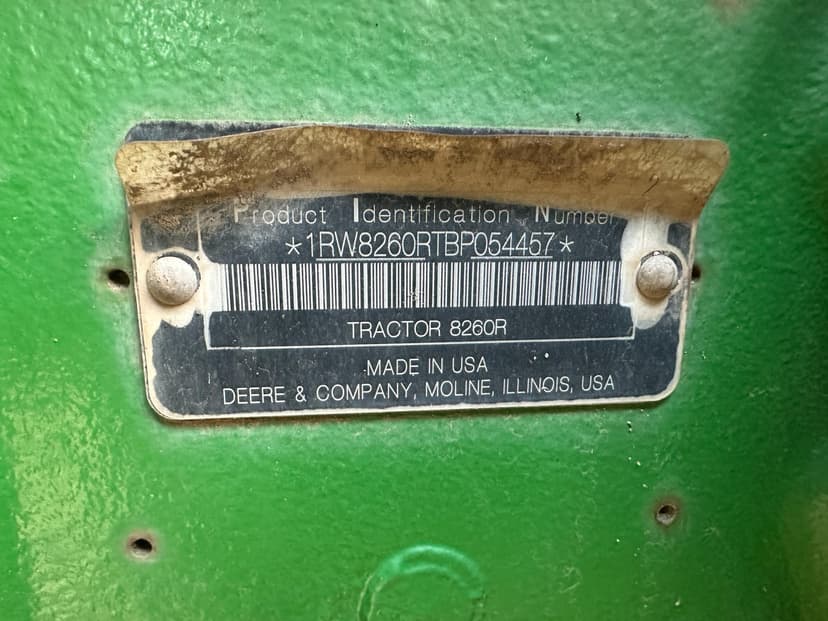 Product Identification Number
*1RW8260RTBP054457*
TRACTOR 8260R
MADE IN USA
DEERE & COMPANY, MOLINE, ILLINOIS, USA